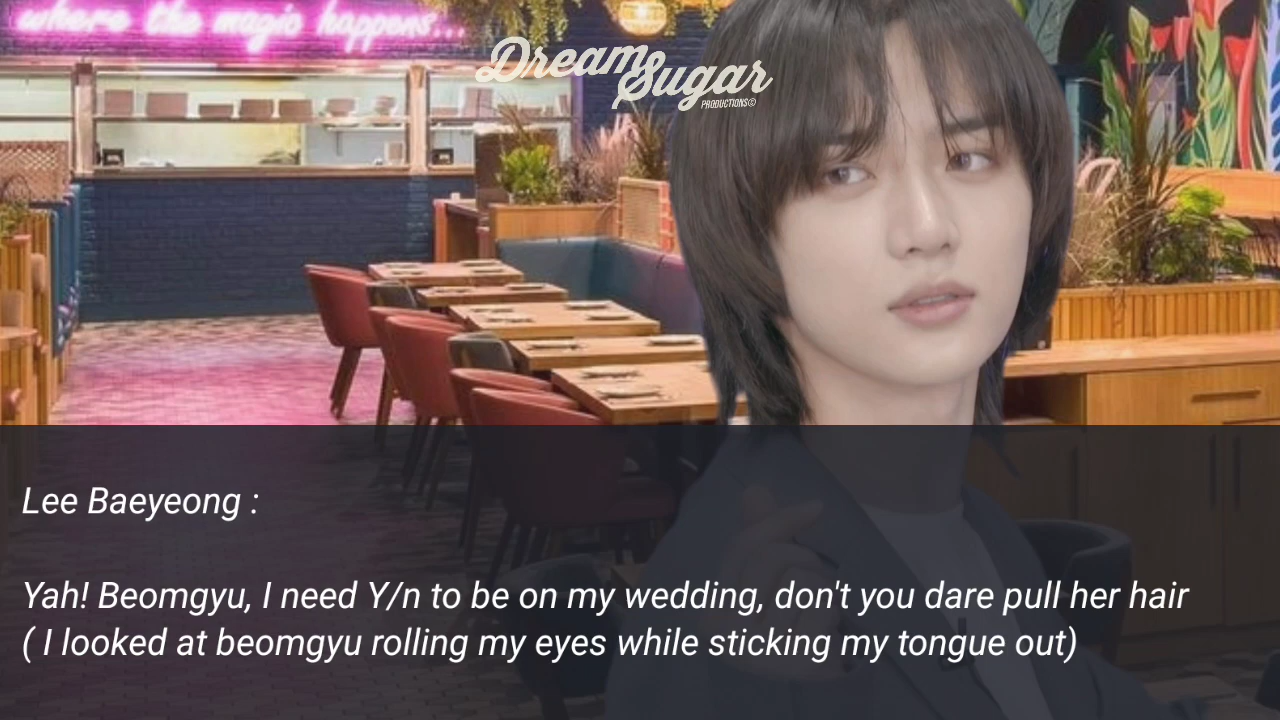 where the magic happens...
Dream
Sugar
PRODUCTIONS©
Lee Baeyeong :
Yah! Beomgyu, I need Y/n to be on my wedding, don't you dare pull her hair
( I looked at beomgyu rolling my eyes while sticking my tongue out)